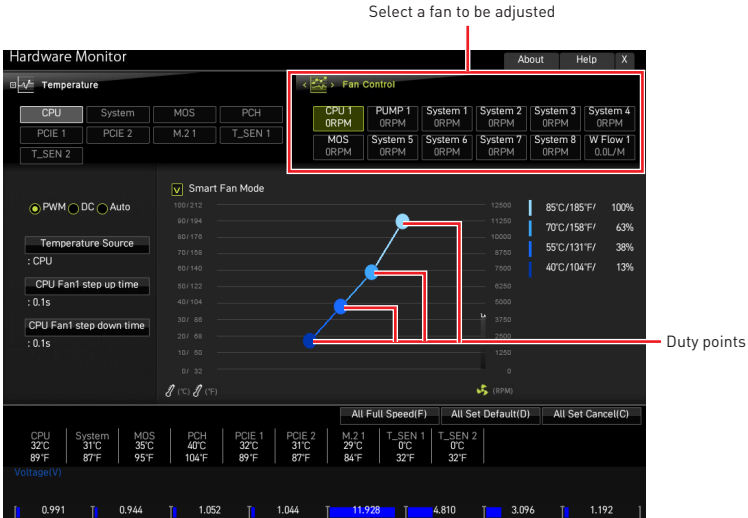 Select a fan to be adjusted
Hardware Monitor
About Help X
Temperature
CPU System MOS PCH
PCIE 1 PCIE 2 M.2 1 T_SEN 1
T_SEN 2
Fan Control
CPU 1 PUMP 1 System 1 System 2 System 3 System 4
0RPM 0RPM 0RPM 0RPM 0RPM 0RPM
MOS System 5 System 6 System 7 System 8 W Flow 1
0RPM 0RPM 0RPM 0RPM 0RPM 0.0L/M
PWM DC Auto
Temperature Source
: CPU
CPU Fan1 step up time
: 0.1s
CPU Fan1 step down time
: 0.1s
Smart Fan Mode
100/212 12500
90/194 11250
80/176 10000
70/158 8750
60/140 7500
50/122 6250
40/104 5000
30/ 86 3750
20/ 68 2500
10/ 50 1250
0/ 32 0
(°C) (°F) (RPM)
85°C/185°F/ 100%
70°C/158°F/ 63%
55°C/131°F/ 38%
40°C/104°F/ 13%
Duty points
All Full Speed(F) All Set Default(D) All Set Cancel(C)
CPU System MOS PCH PCIE 1 PCIE 2 M.2 1 T_SEN 1 T_SEN 2
32°C 31°C 35°C 40°C 32°C 31°C 29°C 0°C 0°C
89°F 87°F 95°F 104°F 89°F 87°F 84°F 32°F 32°F
Voltage(V)
0.991 0.944 1.052 1.044 11.928 4.810 3.096 1.192